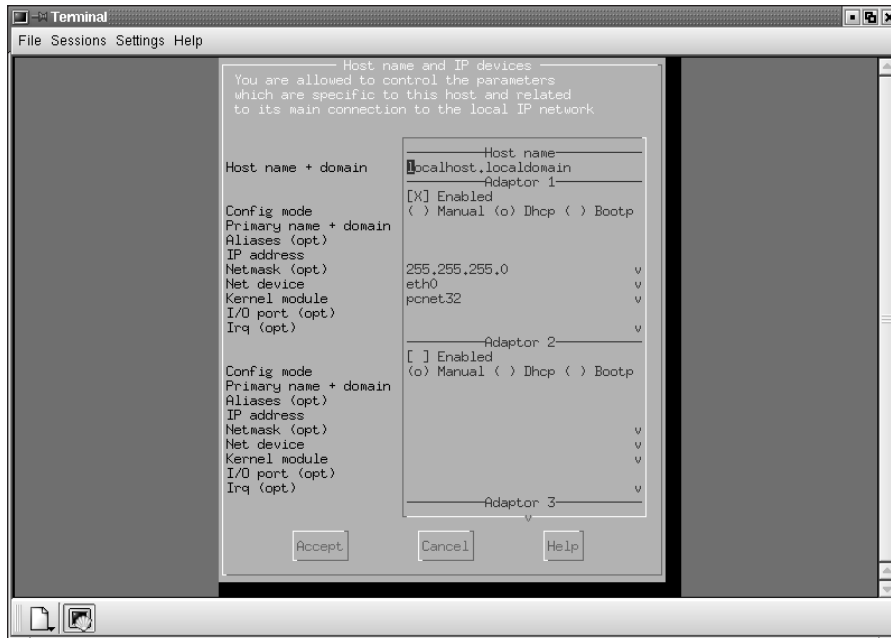 Terminal
File Sessions Settings Help
Host name and IP devices
You are allowed to control the parameters
which are specific to this host and related
to its main connection to the local IP network
Host name
Host name + domain localhost.localdomain
Adaptor 1
[X] Enabled
Config mode ( ) Manual (o) Dhcp ( ) Bootp
Primary name + domain
Aliases (opt)
IP address
Netmask (opt) 255.255.255.0 v
Net device eth0 v
Kernel module pcnet32 v
I/O port (opt)
Irq (opt) v
Adaptor 2
[ ] Enabled
Config mode (o) Manual ( ) Dhcp ( ) Bootp
Primary name + domain
Aliases (opt)
IP address
Netmask (opt) v
Net device v
Kernel module v
I/O port (opt)
Irq (opt) v
Adaptor 3
v
Accept Cancel Help